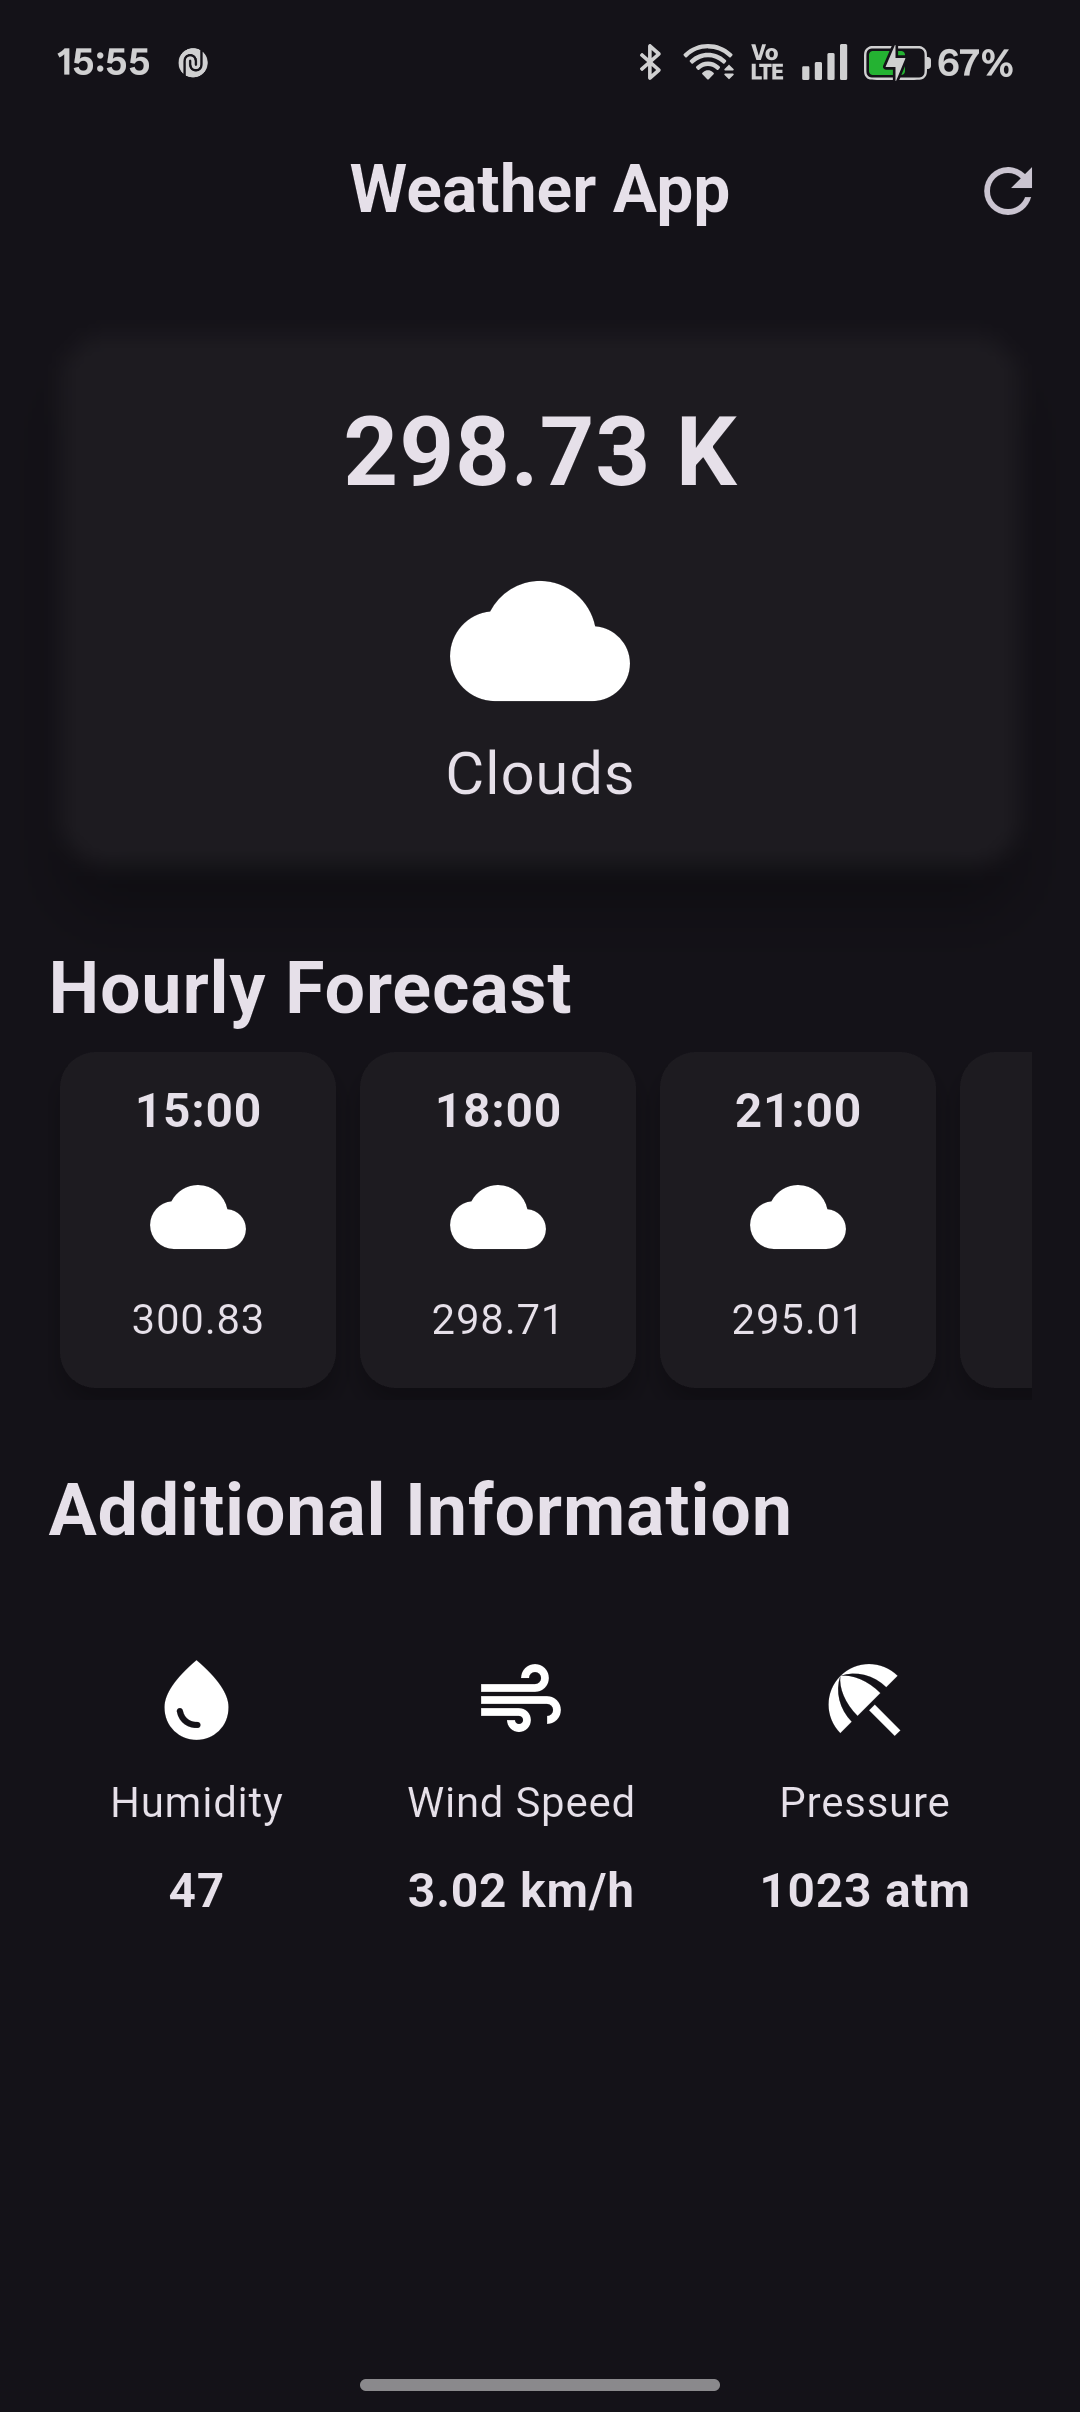 15:55 Vo LTE 67%
Weather App
298.73 K
Clouds
Hourly Forecast
15:00 18:00 21:00
300.83 298.71 295.01
Additional Information
Humidity Wind Speed Pressure
47 3.02 km/h 1023 atm